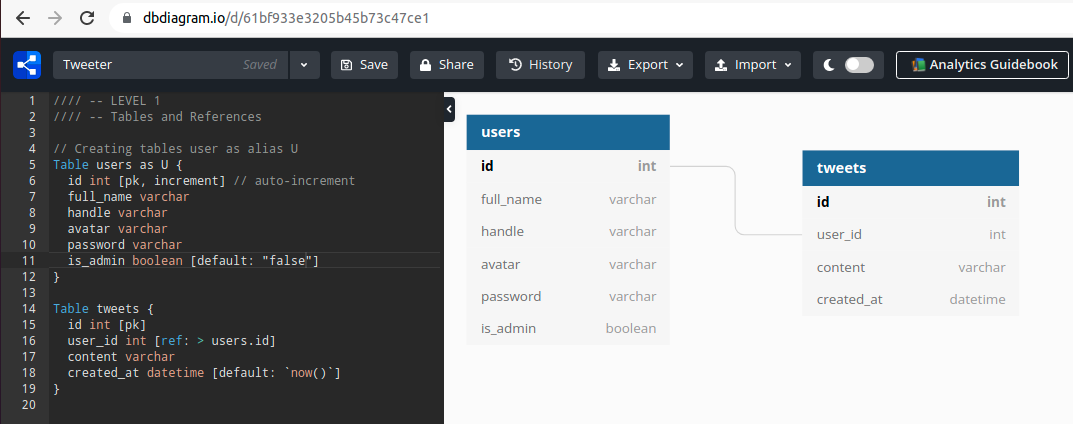 dbdiagram.io/d/61bf933e3205b45b73c47ce1
Tweeter Saved Save Share History Export Import Analytics Guidebook
1 //// -- LEVEL 1
2 //// -- Tables and References
3
4 // Creating tables user as alias U
5 Table users as U {
6 id int [pk, increment] // auto-increment
7 full_name varchar
8 handle varchar
9 avatar varchar
10 password varchar
11 is_admin boolean [default: "false"]
12 }
13
14 Table tweets {
15 id int [pk]
16 user_id int [ref: > users.id]
17 content varchar
18 created_at datetime [default: `now()`]
19 }
20
users
id int
full_name varchar
handle varchar
avatar varchar
password varchar
is_admin boolean
tweets
id int
user_id int
content varchar
created_at datetime